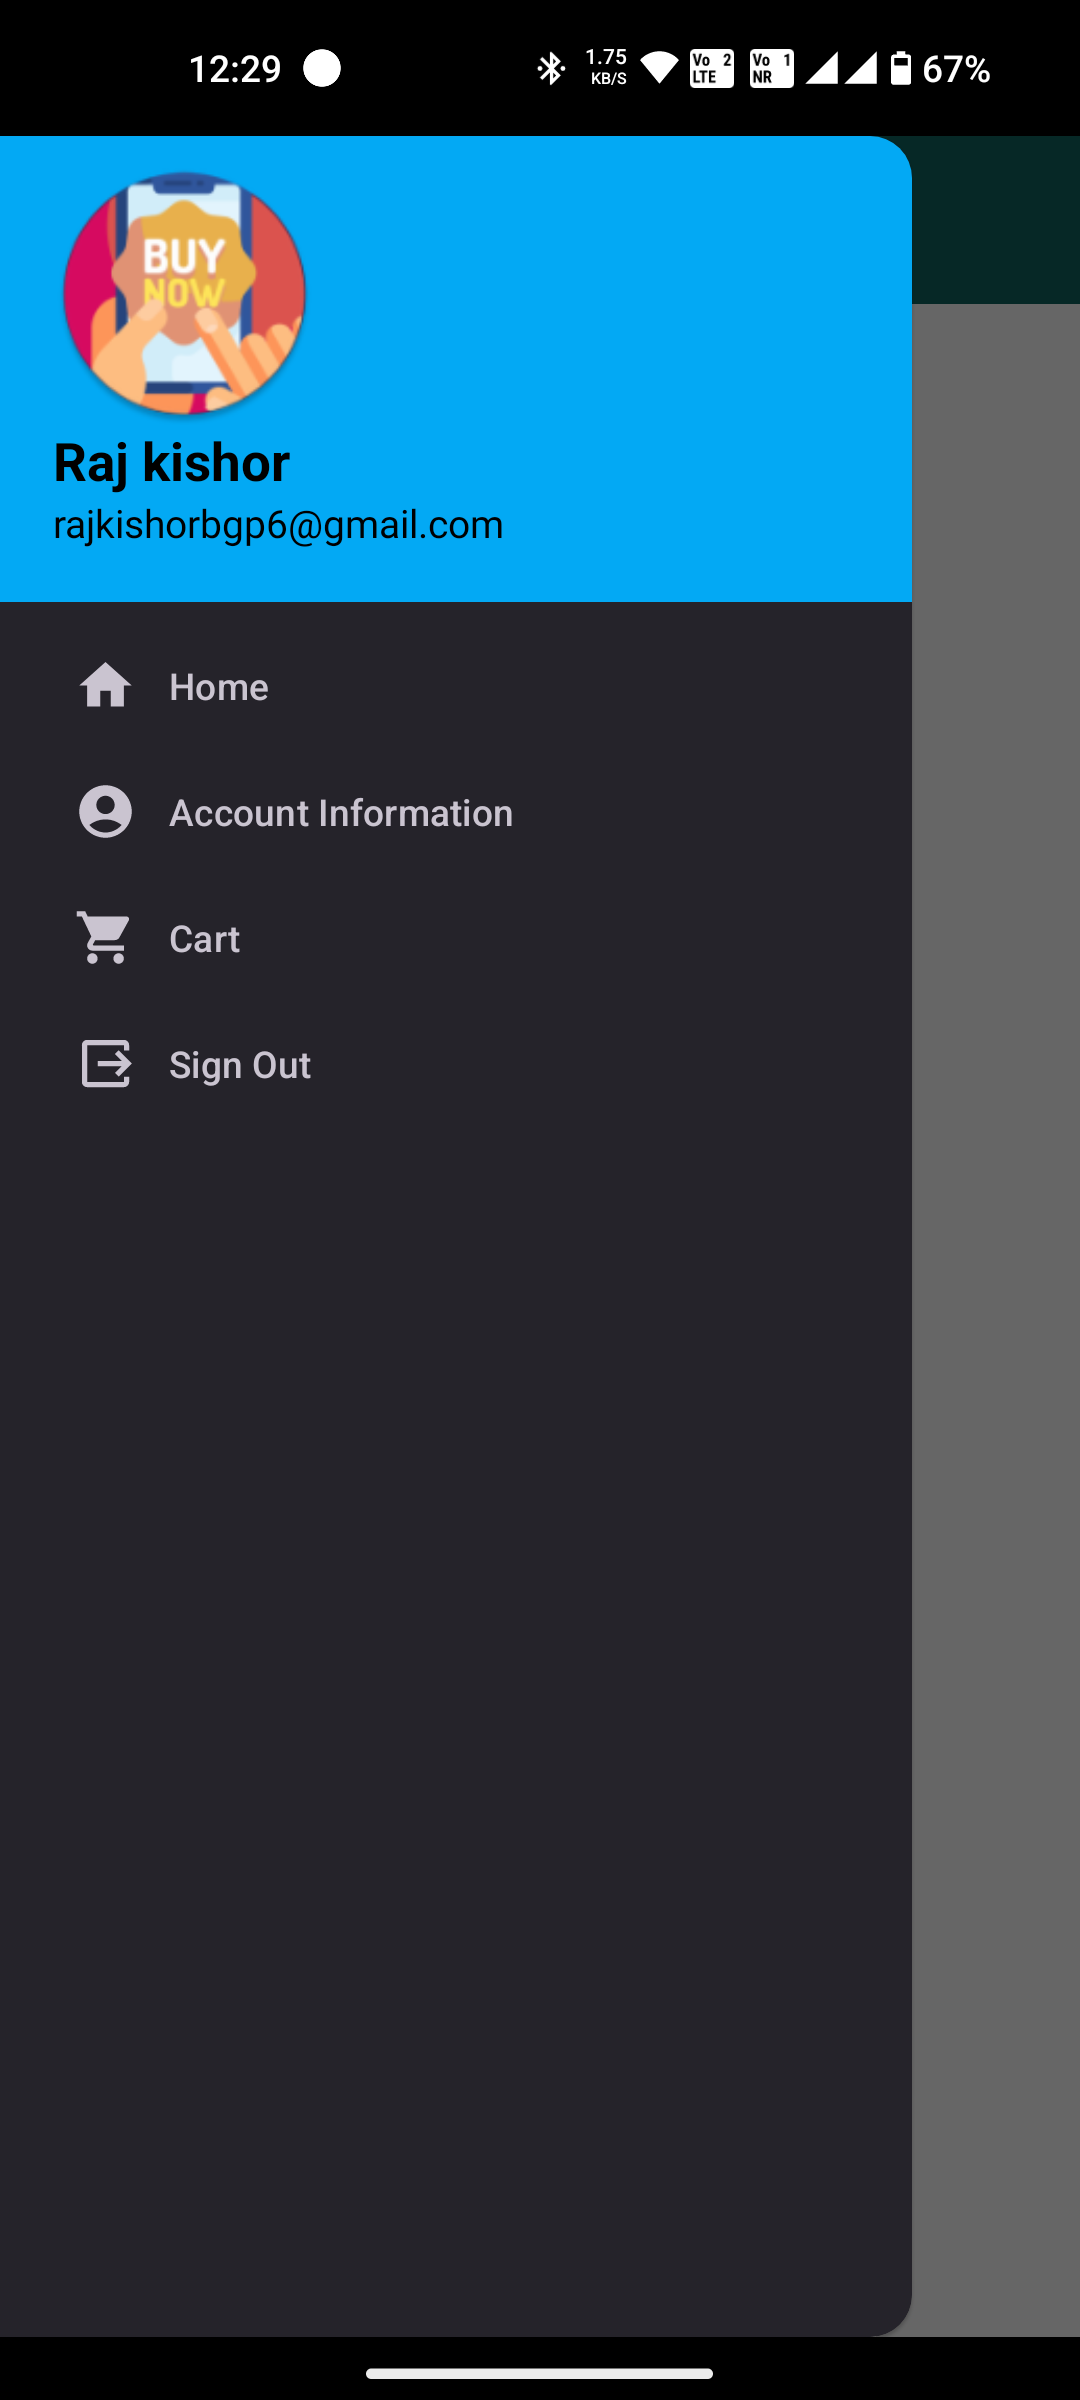 12:29
1.75
KB/S
Vo 2
LTE
Vo 1
NR
67%
BUY
NOW
Raj kishor
rajkishorbgp6@gmail.com
Home
Account Information
Cart
Sign Out